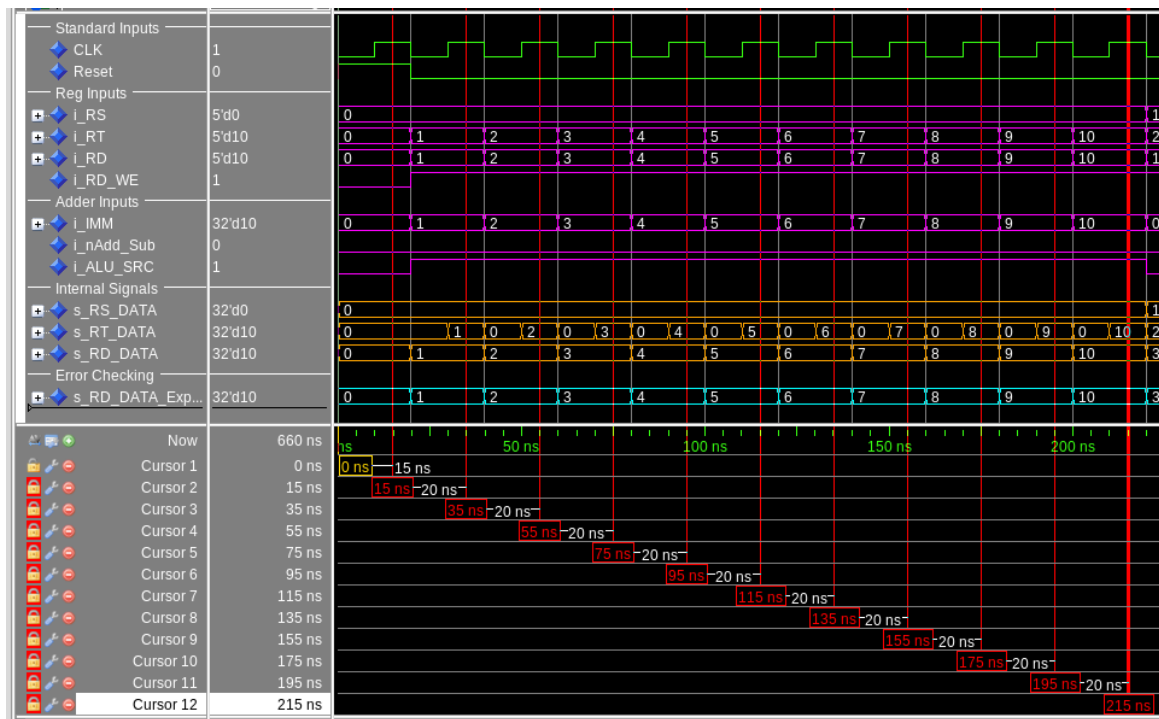 Standard Inputs
CLK 1
Reset 0
Reg Inputs
i_RS 5'd0 0 1
i_RT 5'd10 0 1 2 3 4 5 6 7 8 9 10 2
i_RD 5'd10 0 1 2 3 4 5 6 7 8 9 10 1
i_RD_WE 1
Adder Inputs
i_IMM 32'd10 0 1 2 3 4 5 6 7 8 9 10 0
i_nAdd_Sub 0
i_ALU_SRC 1
Internal Signals
s_RS_DATA 32'd0 0 1
s_RT_DATA 32'd10 0 1 0 2 0 3 0 4 0 5 0 6 0 7 0 8 0 9 0 10 2
s_RD_DATA 32'd10 0 1 2 3 4 5 6 7 8 9 10 3
Error Checking
s_RD_DATA_Exp... 32'd10 0 1 2 3 4 5 6 7 8 9 10 3
Now 660 ns ns 50 ns 100 ns 150 ns 200 ns
Cursor 1 0 ns 0 ns 15 ns
Cursor 2 15 ns 15 ns 20 ns
Cursor 3 35 ns 35 ns 20 ns
Cursor 4 55 ns 55 ns 20 ns
Cursor 5 75 ns 75 ns 20 ns
Cursor 6 95 ns 95 ns 20 ns
Cursor 7 115 ns 115 ns 20 ns
Cursor 8 135 ns 135 ns 20 ns
Cursor 9 155 ns 155 ns 20 ns
Cursor 10 175 ns 175 ns 20 ns
Cursor 11 195 ns 195 ns 20 ns
Cursor 12 215 ns 215 ns